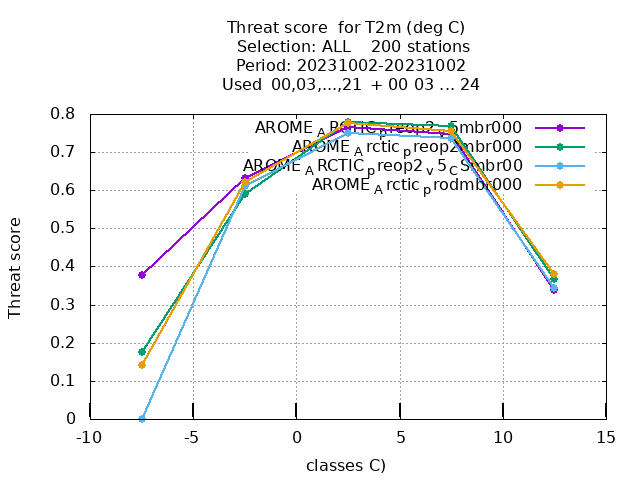 Threat score for T2m (deg C)
Selection: ALL 200 stations
Period: 20231002-20231002
Used 00,03,...,21 + 00 03 ... 24
0.8
0.7
0.6
0.5
0.4
0.3
0.2
0.1
0
-10
-5
0
5
10
15
Threat score
classes C)
AROME_ARCTIC_preop2_5mbr000
AROME_Arctic_preop2mbr000
AROME_ARCTIC_preop2_v5_CSmbr00
AROME_Arctic_prodmbr000